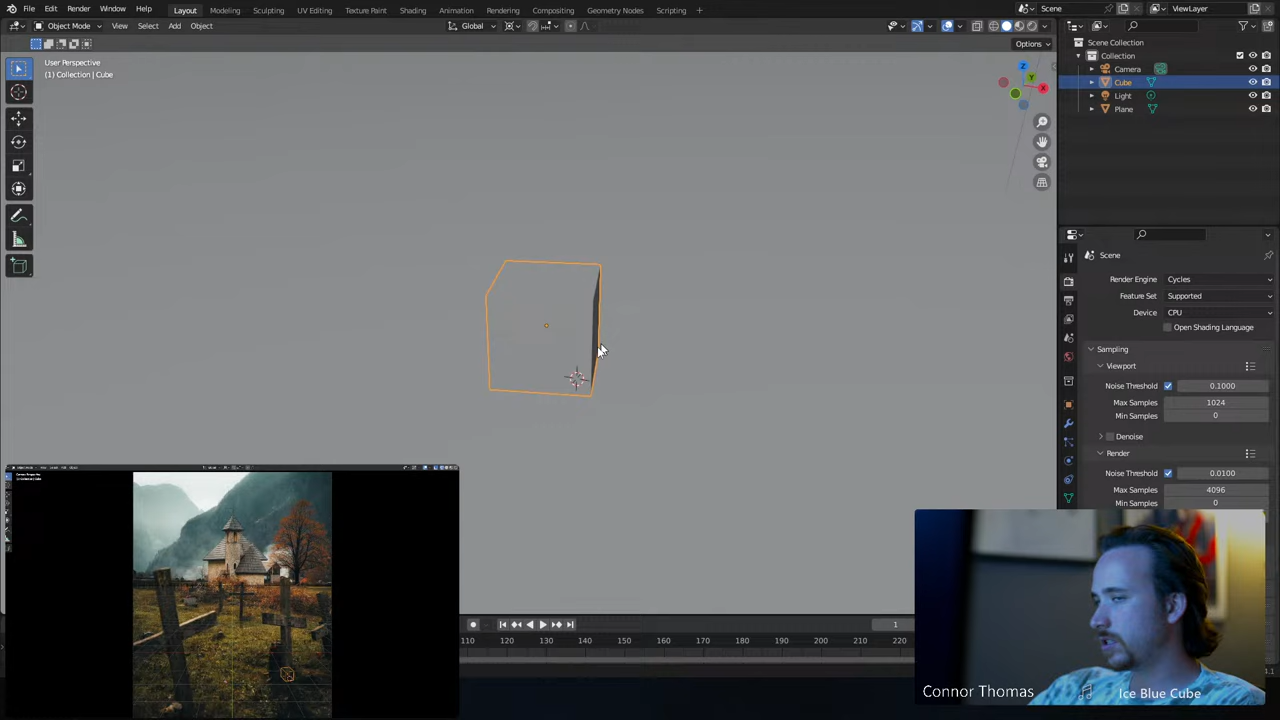 File Edit Render Window Help Layout Modeling Sculpting UV Editing Texture Paint Shading Animation Rendering Compositing Geometry Nodes Scripting Scene ViewLayer
Object Mode View Select Add Object Global
Options
User Perspective
(1) Collection | Cube
Z
Y
X
Scene Collection
Collection
Camera
Cube
Light
Plane
Scene
Render Engine Cycles
Feature Set Supported
Device CPU
Open Shading Language
Sampling
Viewport
Noise Threshold 0.1000
Max Samples 1024
Min Samples 0
Denoise
Render
Noise Threshold 0.0100
Max Samples 4096
Min Samples 0
1
110 120 130 140 150 160 170 180 190 200 210 220
Connor Thomas Ice Blue Cube